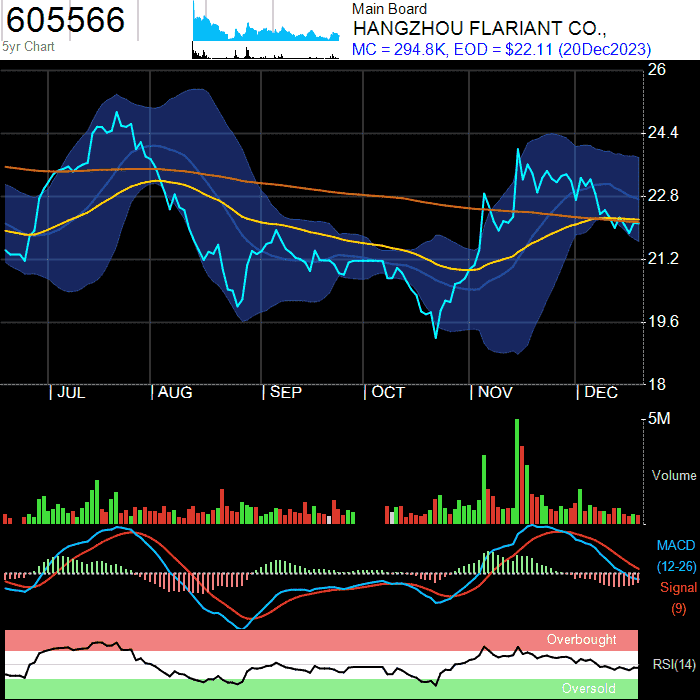 605566
5yr Chart
Main Board
HANGZHOU FLARIANT CO.,
MC = 294.8K, EOD = $22.11 (20Dec2023)
26
24.4
22.8
21.2
19.6
18
| JUL | AUG | SEP | OCT | NOV | DEC
5M
Volume
MACD
(12-26)
Signal
(9)
Overbought
RSI(14)
Oversold